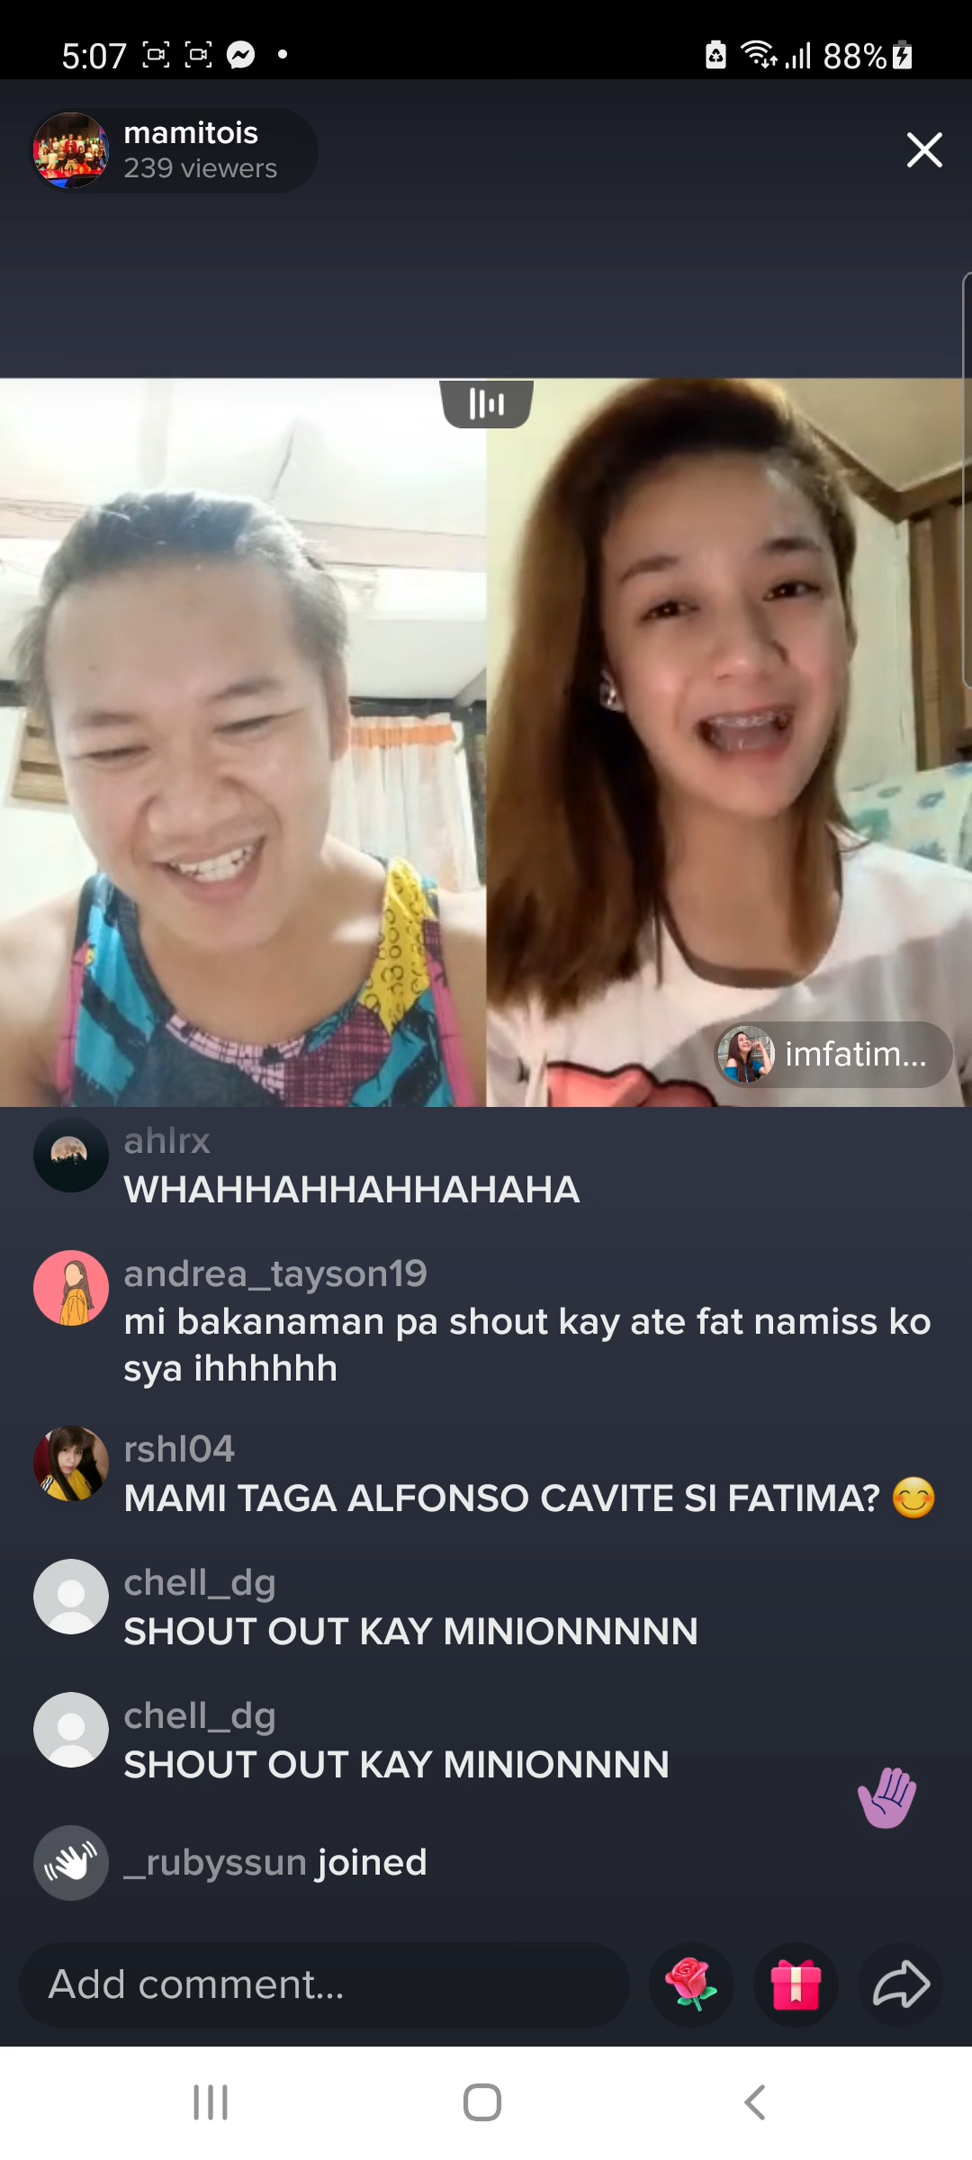 5:07
88%
mamitois
239 viewers
imfatim...
ahlrx
WHAHHAHHAHHAHAHA
andrea_tayson19
mi bakanaman pa shout kay ate fat namiss ko
sya ihhhhhh
rshl04
MAMI TAGA ALFONSO CAVITE SI FATIMA? 😊
chell_dg
SHOUT OUT KAY MINIONNNNN
chell_dg
SHOUT OUT KAY MINIONNNN
_rubyssun joined
Add comment...